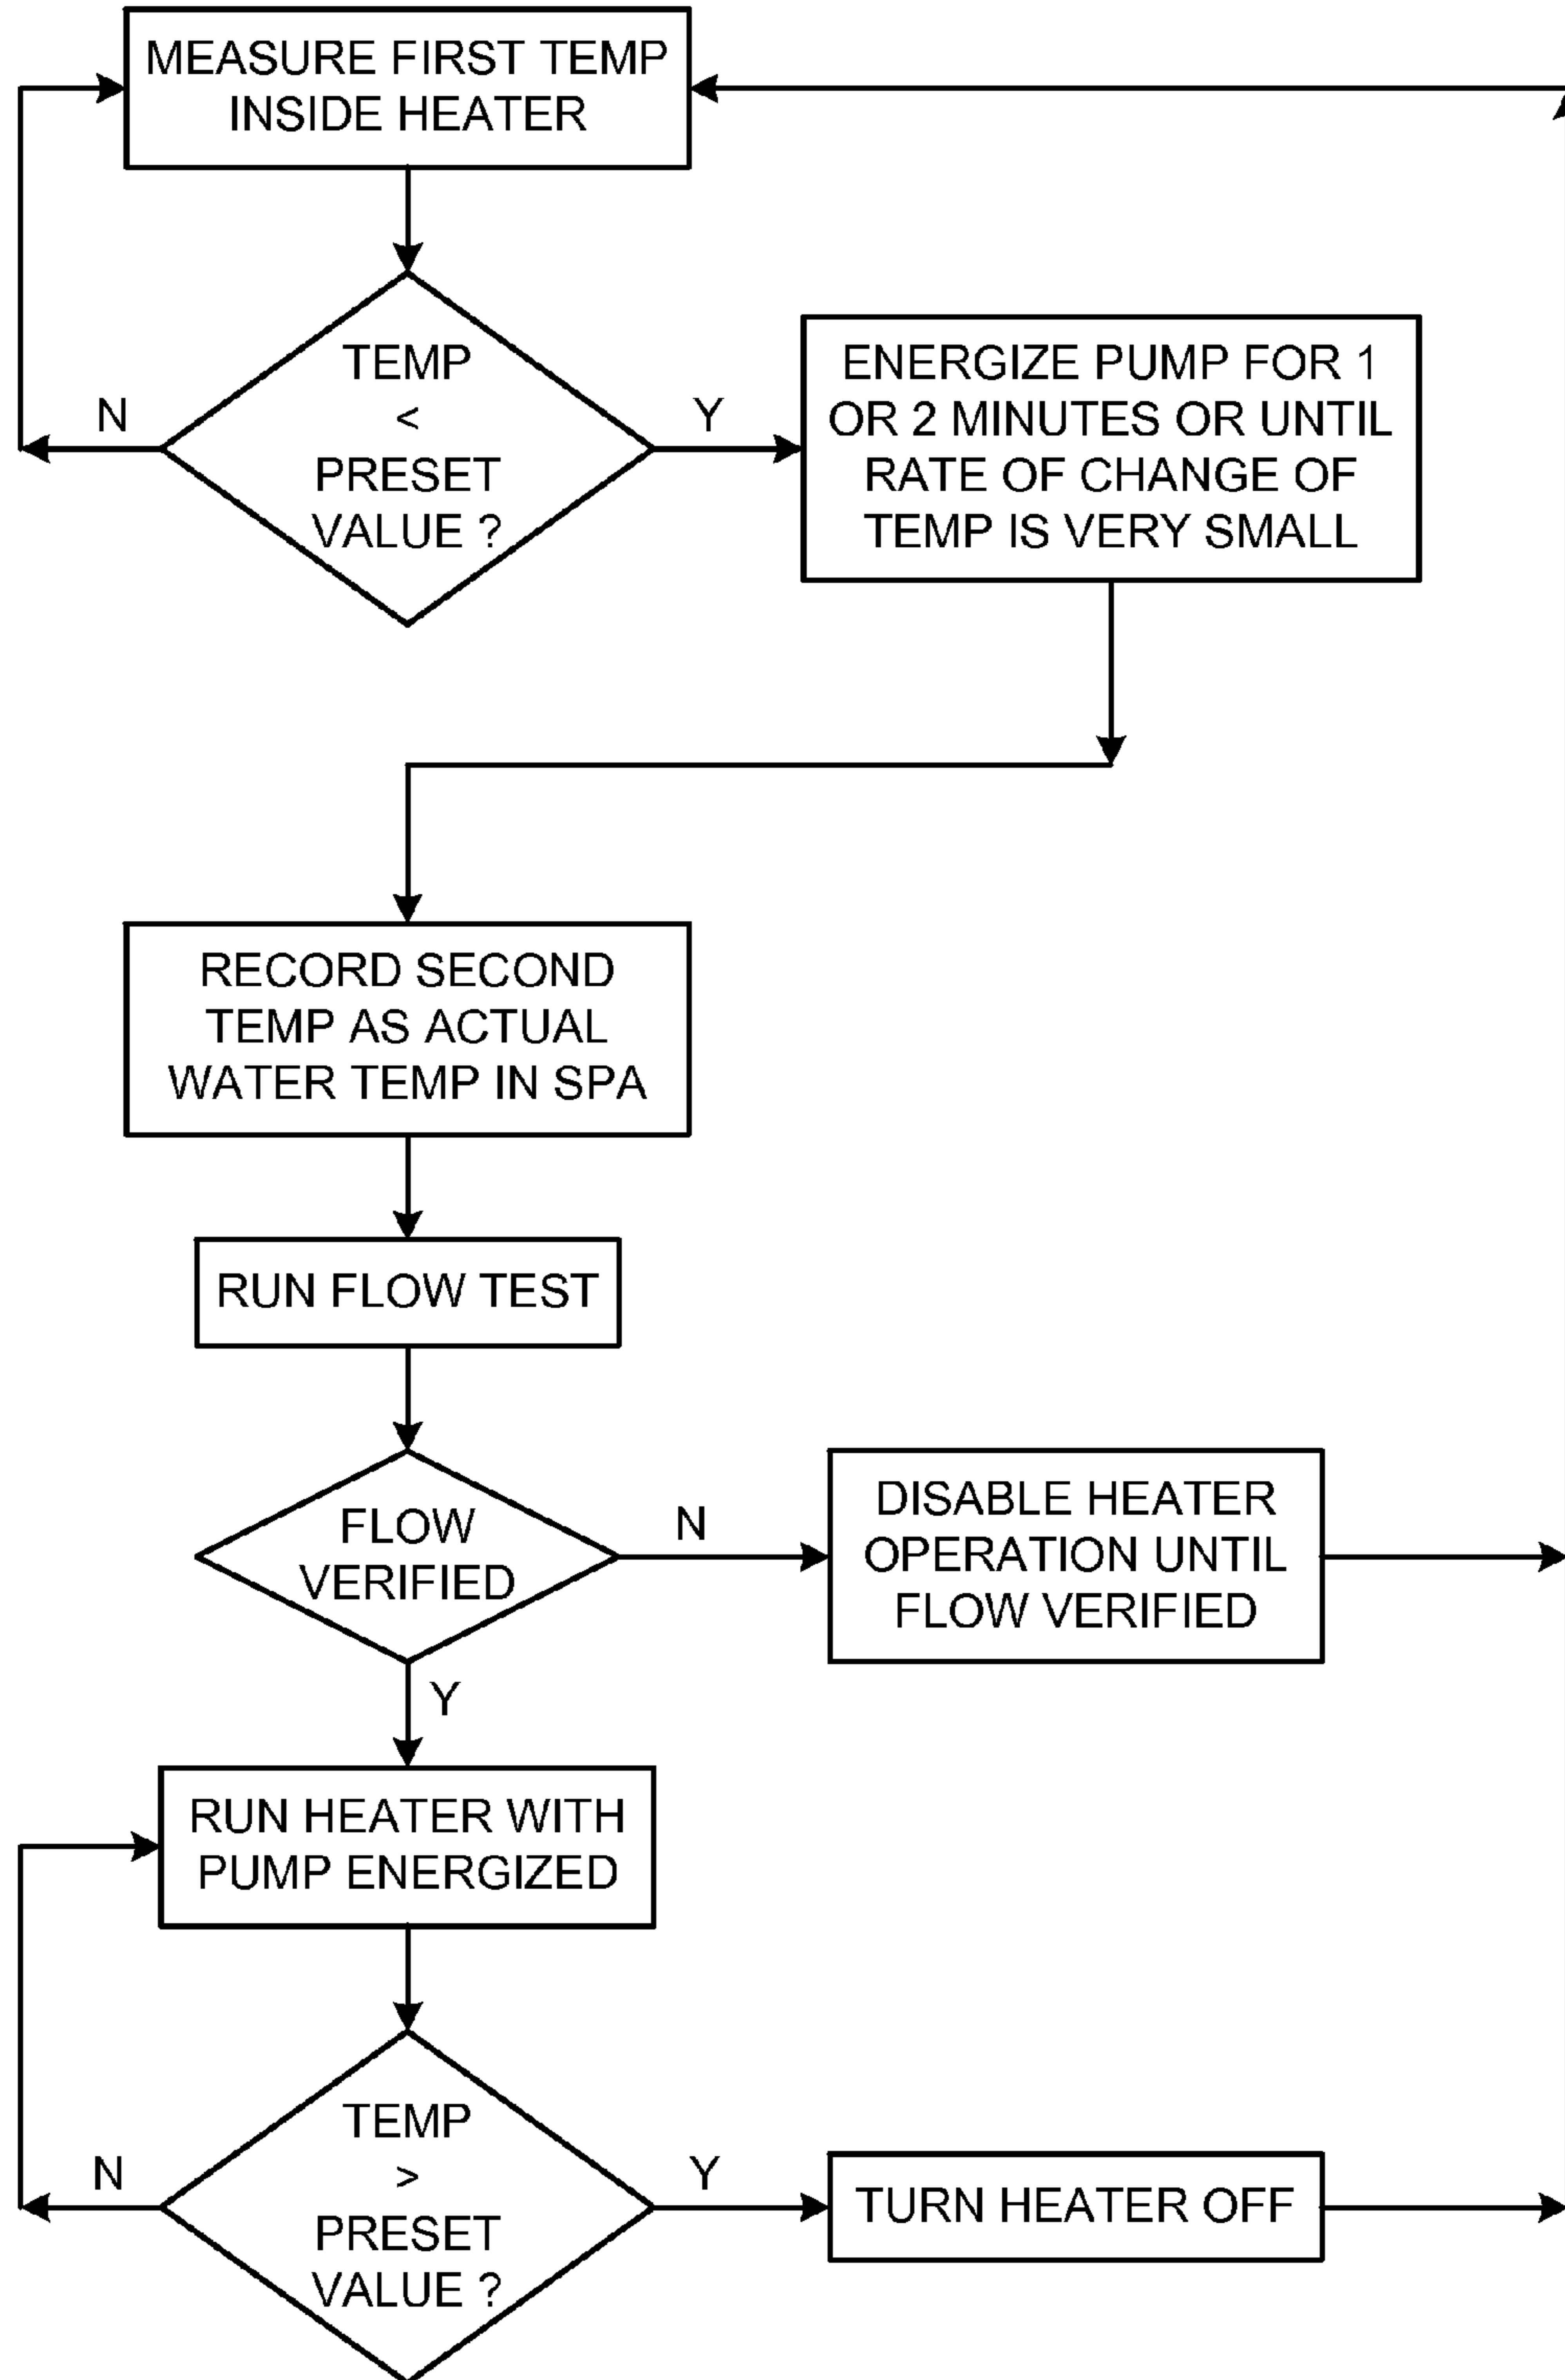 MEASURE FIRST TEMP
INSIDE HEATER
TEMP
<
PRESET
VALUE ?
N
Y
ENERGIZE PUMP FOR 1
OR 2 MINUTES OR UNTIL
RATE OF CHANGE OF
TEMP IS VERY SMALL
RECORD SECOND
TEMP AS ACTUAL
WATER TEMP IN SPA
RUN FLOW TEST
FLOW
VERIFIED
N
DISABLE HEATER
OPERATION UNTIL
FLOW VERIFIED
Y
RUN HEATER WITH
PUMP ENERGIZED
TEMP
>
PRESET
VALUE ?
N
Y
TURN HEATER OFF